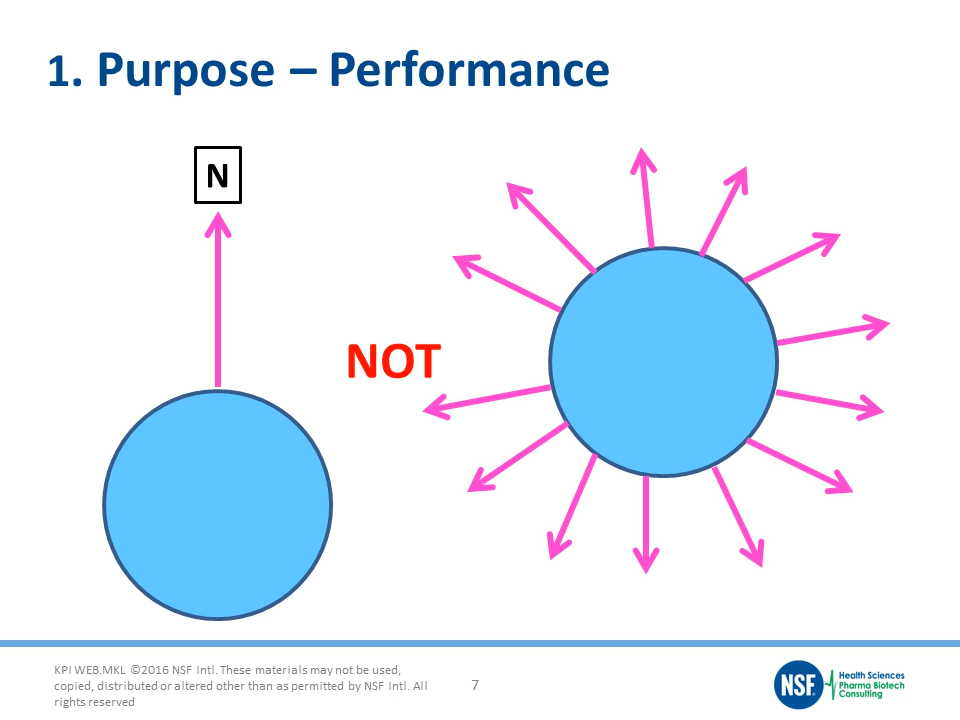 1. Purpose – Performance
N
NOT
KPI WEB.MKL ©2016 NSF Intl. These materials may not be used,
copied, distributed or altered other than as permitted by NSF Intl. All
rights reserved
7
NSF
Health Sciences
Pharma Biotech
Consulting